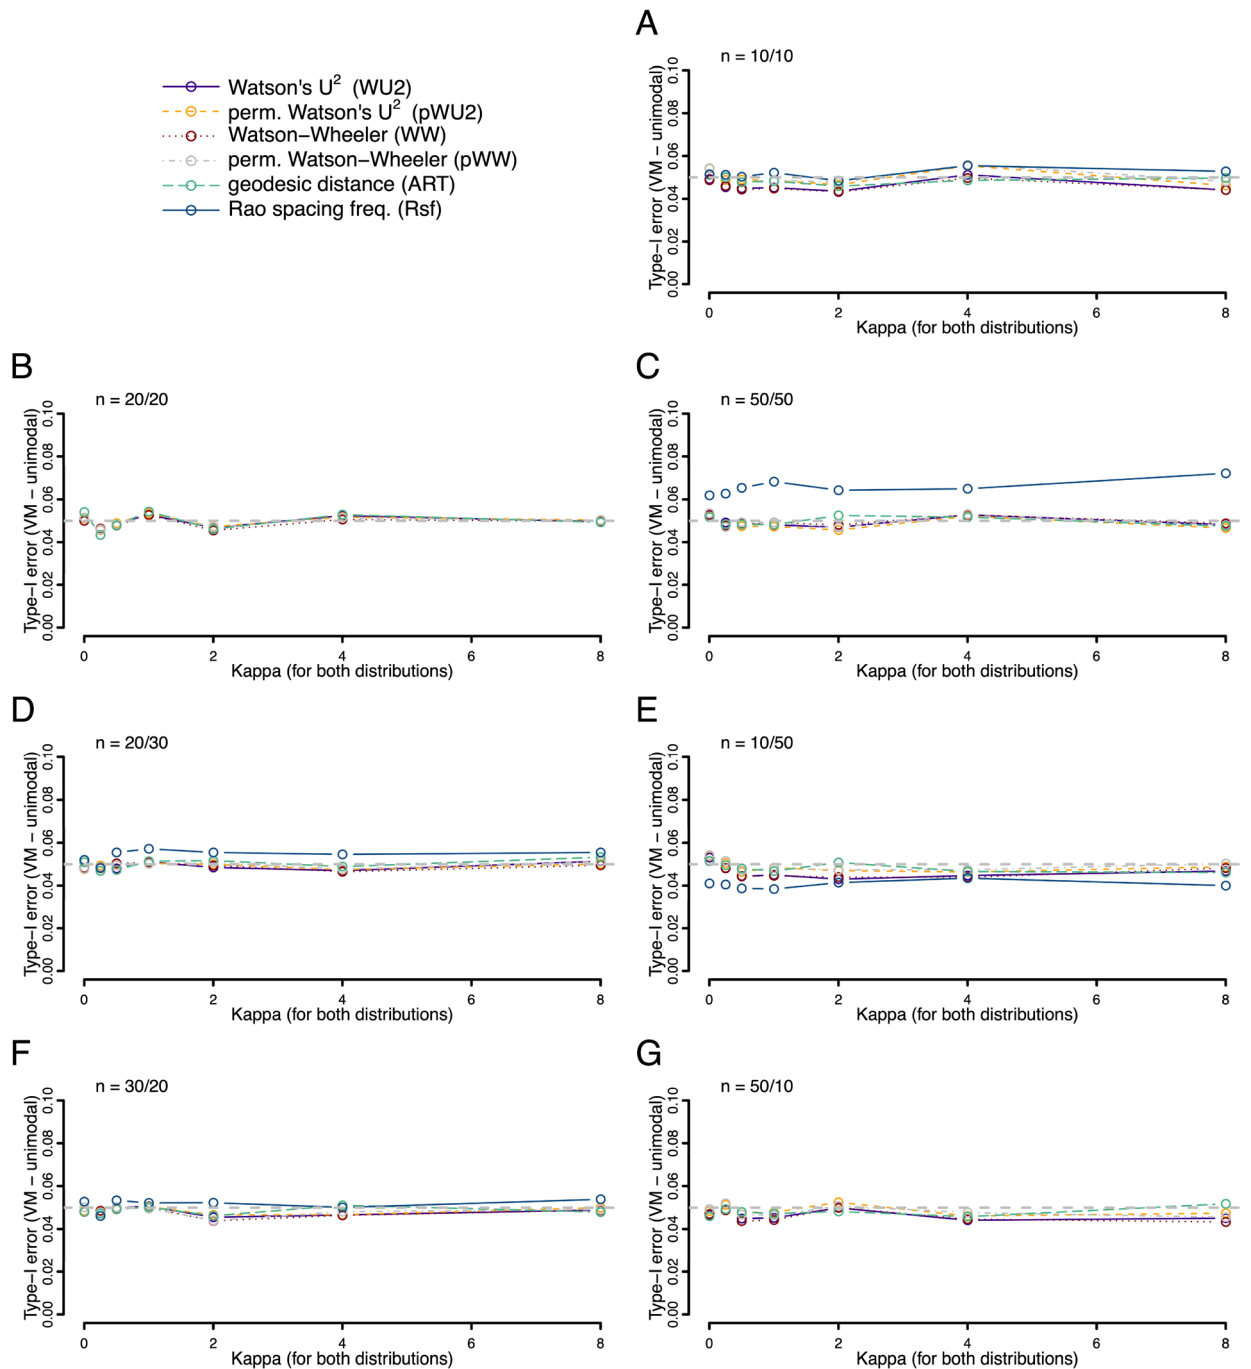 A
Watson's U² (WU2)
perm. Watson's U² (pWU2)
Watson−Wheeler (WW)
perm. Watson−Wheeler (pWW)
geodesic distance (ART)
Rao spacing freq. (Rsf)
n = 10/10
Type−I error (VM − unimodal)
0.00 0.02 0.04 0.06 0.08 0.10
0 2 4 6 8
Kappa (for both distributions)
B
n = 20/20
Type−I error (VM − unimodal)
0.00 0.02 0.04 0.06 0.08 0.10
0 2 4 6 8
Kappa (for both distributions)
C
n = 50/50
Type−I error (VM − unimodal)
0.00 0.02 0.04 0.06 0.08 0.10
0 2 4 6 8
Kappa (for both distributions)
D
n = 20/30
Type−I error (VM − unimodal)
0.00 0.02 0.04 0.06 0.08 0.10
0 2 4 6 8
Kappa (for both distributions)
E
n = 10/50
Type−I error (VM − unimodal)
0.00 0.02 0.04 0.06 0.08 0.10
0 2 4 6 8
Kappa (for both distributions)
F
n = 30/20
Type−I error (VM − unimodal)
0.00 0.02 0.04 0.06 0.08 0.10
0 2 4 6 8
Kappa (for both distributions)
G
n = 50/10
Type−I error (VM − unimodal)
0.00 0.02 0.04 0.06 0.08 0.10
0 2 4 6 8
Kappa (for both distributions)